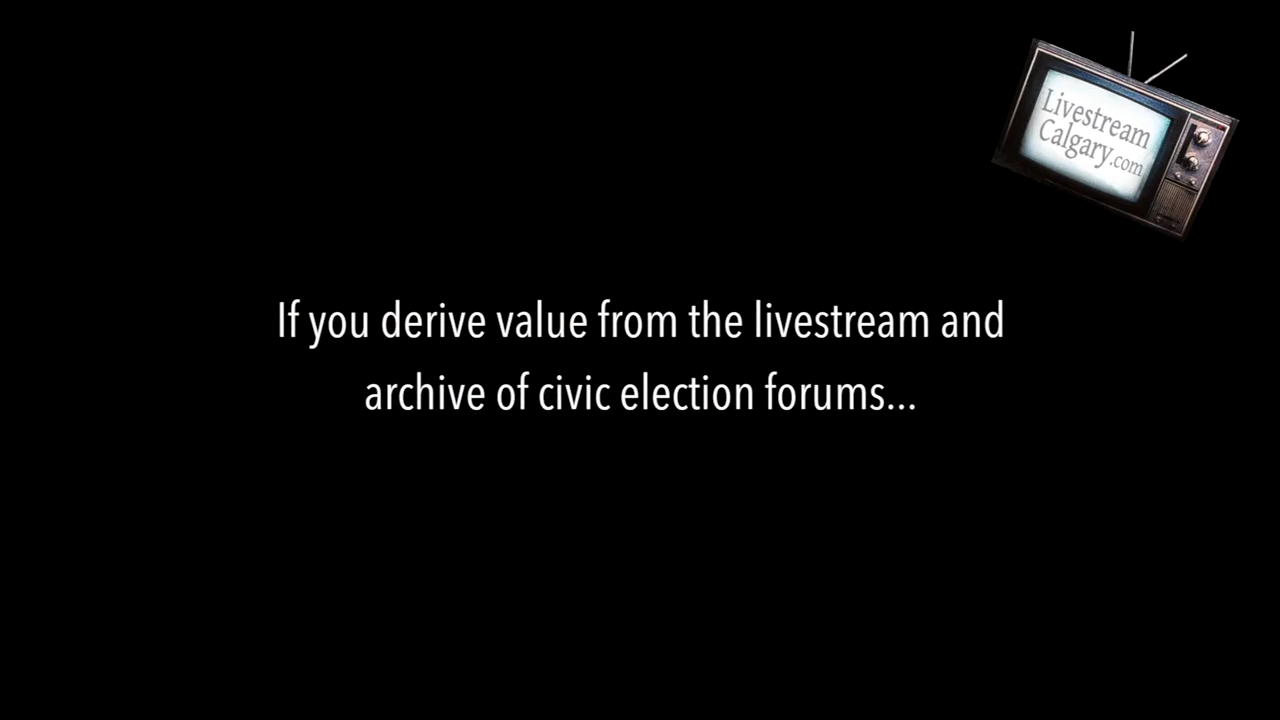 Livestream
Calgary.com
If you derive value from the livestream and
archive of civic election forums...